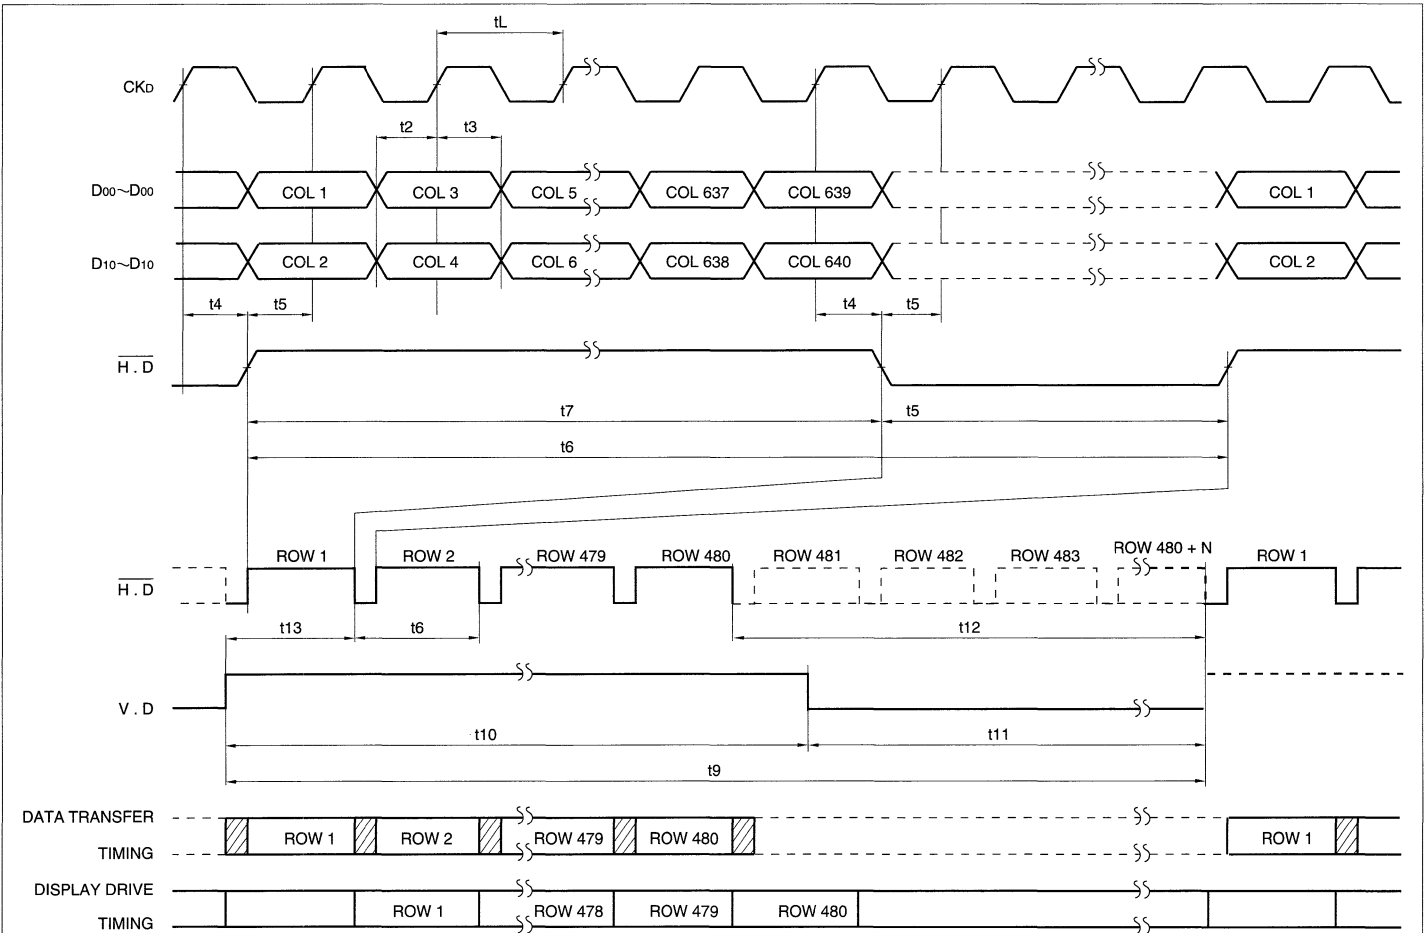 tL
CKD
t2 t3
D00~D00 COL 1 COL 3 COL 5 COL 637 COL 639 COL 1
D10~D10 COL 2 COL 4 COL 6 COL 638 COL 640 COL 2
t4 t5 t4 t5
H.D
t7 t5
t6
ROW 1 ROW 2 ROW 479 ROW 480 ROW 481 ROW 482 ROW 483 ROW 480 + N ROW 1
H.D
t13 t6 t12
V.D
t10 t11
t9
DATA TRANSFER
TIMING ROW 1 ROW 2 ROW 479 ROW 480 ROW 1
DISPLAY DRIVE
TIMING ROW 1 ROW 478 ROW 479 ROW 480